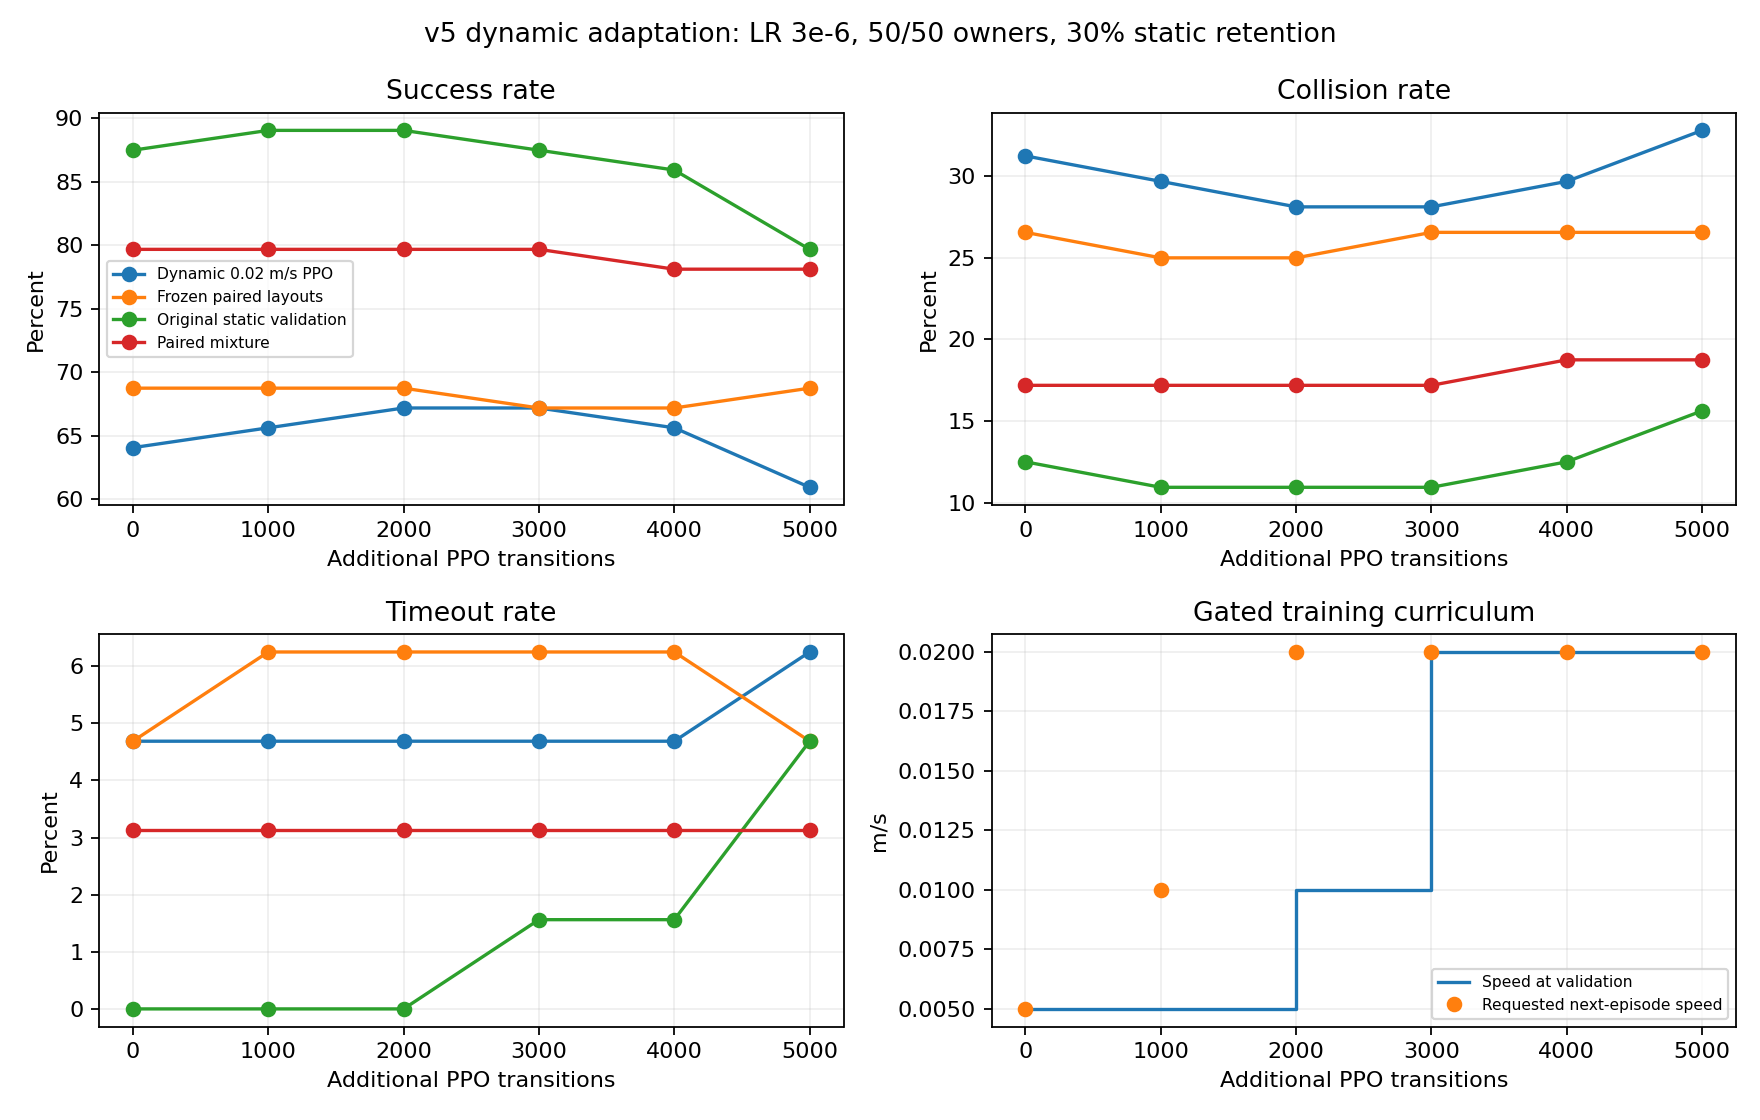 v5 dynamic adaptation: LR 3e-6, 50/50 owners, 30% static retention
Success rate
90
85
80
75
70
65
60
Percent
Dynamic 0.02 m/s PPO
Frozen paired layouts
Original static validation
Paired mixture
0 1000 2000 3000 4000 5000
Additional PPO transitions
Collision rate
30
25
20
15
10
Percent
0 1000 2000 3000 4000 5000
Additional PPO transitions
Timeout rate
6
5
4
3
2
1
0
Percent
0 1000 2000 3000 4000 5000
Additional PPO transitions
Gated training curriculum
0.0200
0.0175
0.0150
0.0125
0.0100
0.0075
0.0050
m/s
Speed at validation
Requested next-episode speed
0 1000 2000 3000 4000 5000
Additional PPO transitions